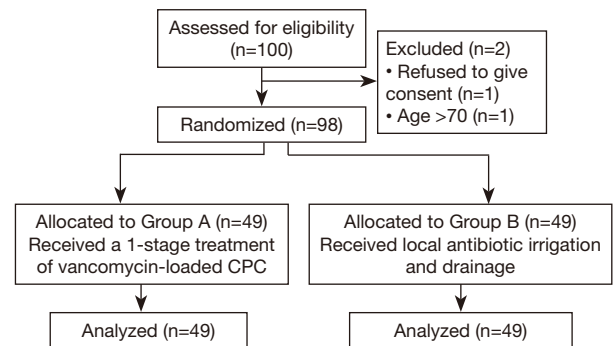 Assessed for eligibility
(n=100)
Excluded (n=2)
• Refused to give
consent (n=1)
• Age >70 (n=1)
Randomized (n=98)
Allocated to Group A (n=49)
Received a 1-stage treatment
of vancomycin-loaded CPC
Allocated to Group B (n=49)
Received local antibiotic irrigation
and drainage
Analyzed (n=49)
Analyzed (n=49)